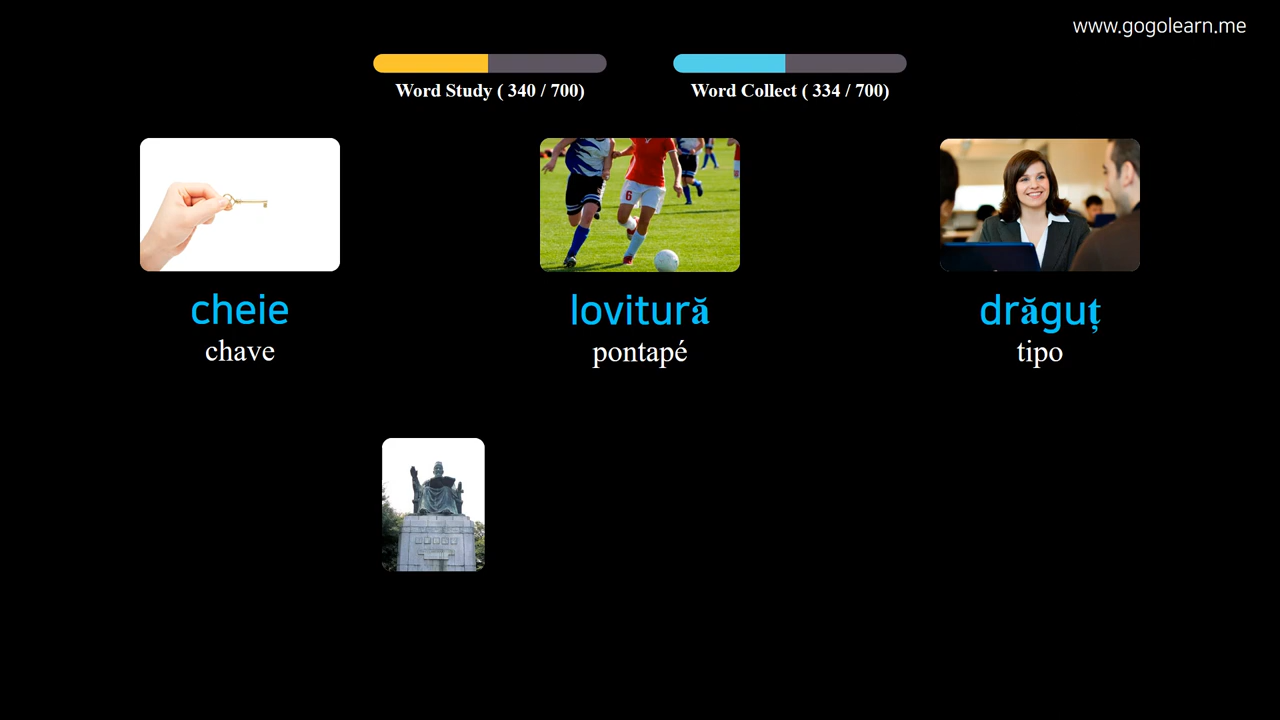 www.gogolearn.me
Word Study ( 340 / 700)
Word Collect ( 334 / 700)
cheie
chave
lovitură
pontapé
drăguț
tipo